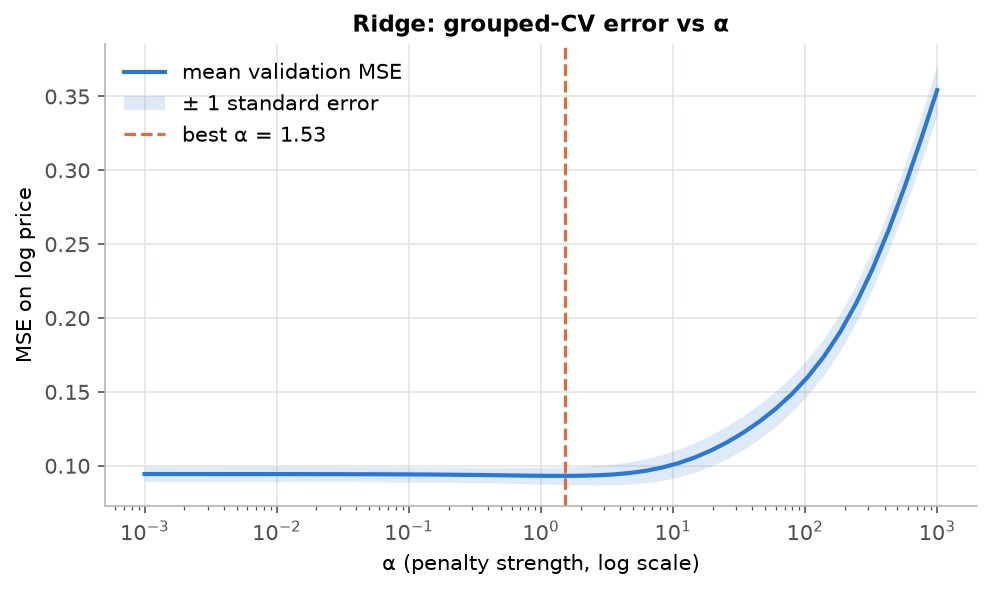 Ridge: grouped-CV error vs α
mean validation MSE
± 1 standard error
best α = 1.53
MSE on log price
0.35
0.30
0.25
0.20
0.15
0.10
10⁻³ 10⁻² 10⁻¹ 10⁰ 10¹ 10² 10³
α (penalty strength, log scale)